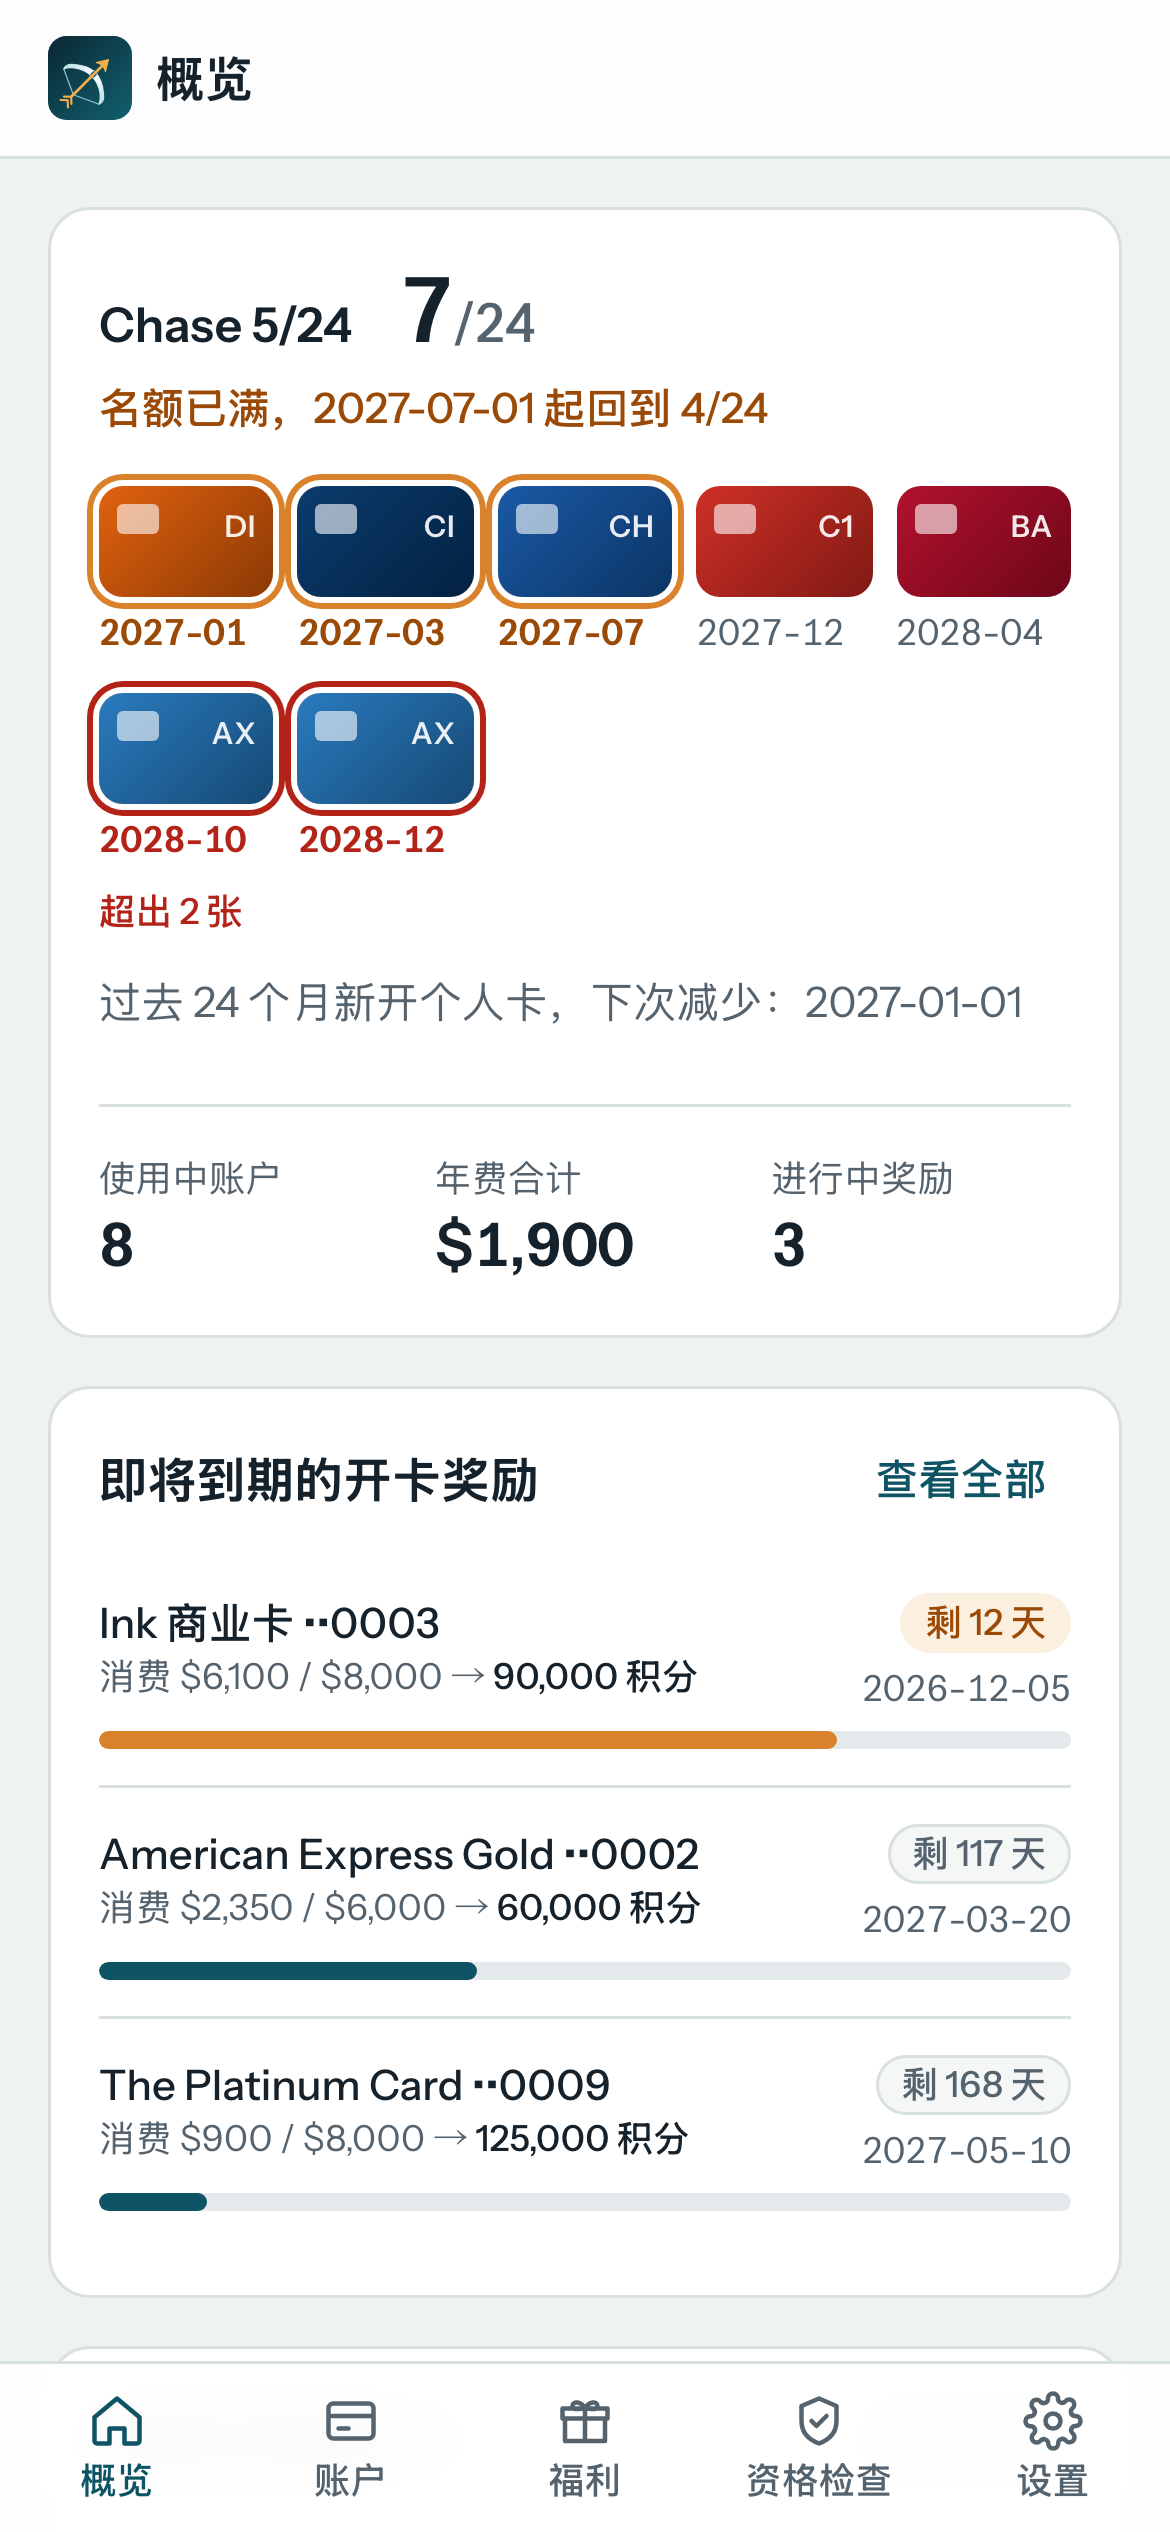 概览
Chase 5/24 7/24
名额已满，2027-07-01 起回到 4/24
DI CI CH C1 BA
2027-01 2027-03 2027-07 2027-12 2028-04
AX AX
2028-10 2028-12
超出 2 张
过去 24 个月新开个人卡，下次减少：2027-01-01
使用中账户 年费合计 进行中奖励
8 $1,900 3
即将到期的开卡奖励 查看全部
Ink 商业卡 ··0003 剩 12 天
消费 $6,100 / $8,000 → 90,000 积分 2026-12-05
American Express Gold ··0002 剩 117 天
消费 $2,350 / $6,000 → 60,000 积分 2027-03-20
The Platinum Card ··0009 剩 168 天
消费 $900 / $8,000 → 125,000 积分 2027-05-10
概览 账户 福利 资格检查 设置